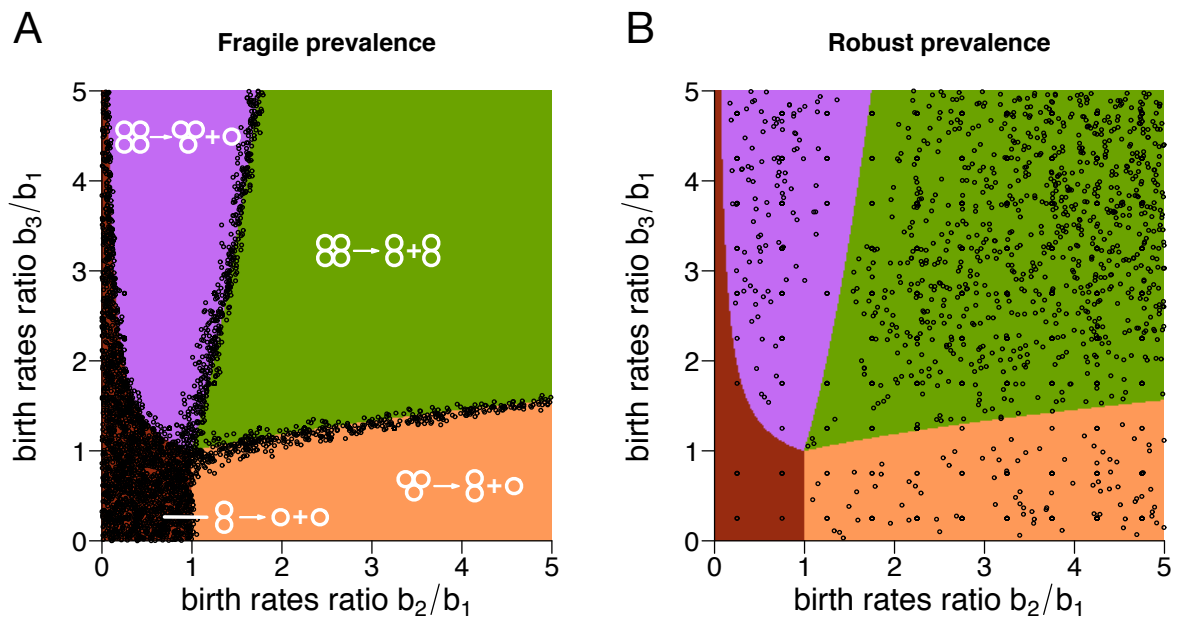 A
Fragile prevalence
birth rates ratio b3/b1
5
4
3
2
1
0
0 1 2 3 4 5
birth rates ratio b2/b1
B
Robust prevalence
birth rates ratio b3/b1
5
4
3
2
1
0
0 1 2 3 4 5
birth rates ratio b2/b1